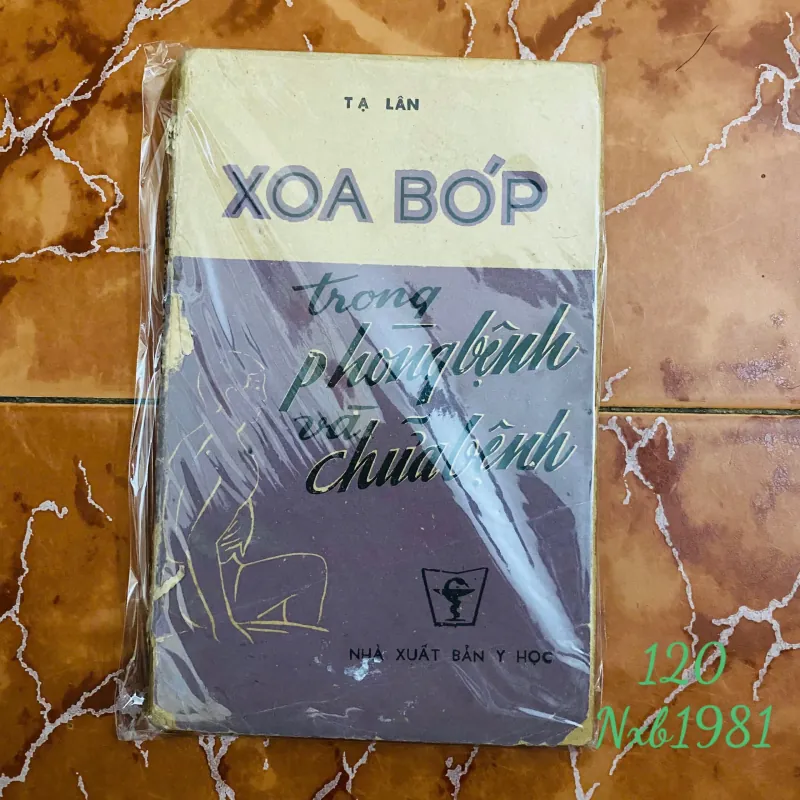 TẠ LÂN
XOA BÓP
trong
phòng bệnh
và
chữa bệnh
NHÀ XUẤT BẢN Y HỌC
120
Nxb1981